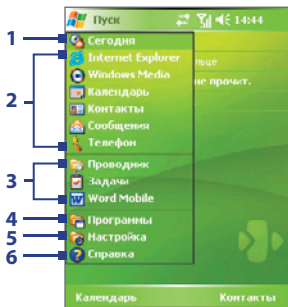 Пуск 14:44
1 Сегодня
2
Internet Explorer
Windows Media
Календарь
Контакты
Сообщения
Телефон
3
Проводник
Задачи
Word Mobile
4 Программы
5 Настройка
6 Справка
льце
не прочит.
Календарь Контакты